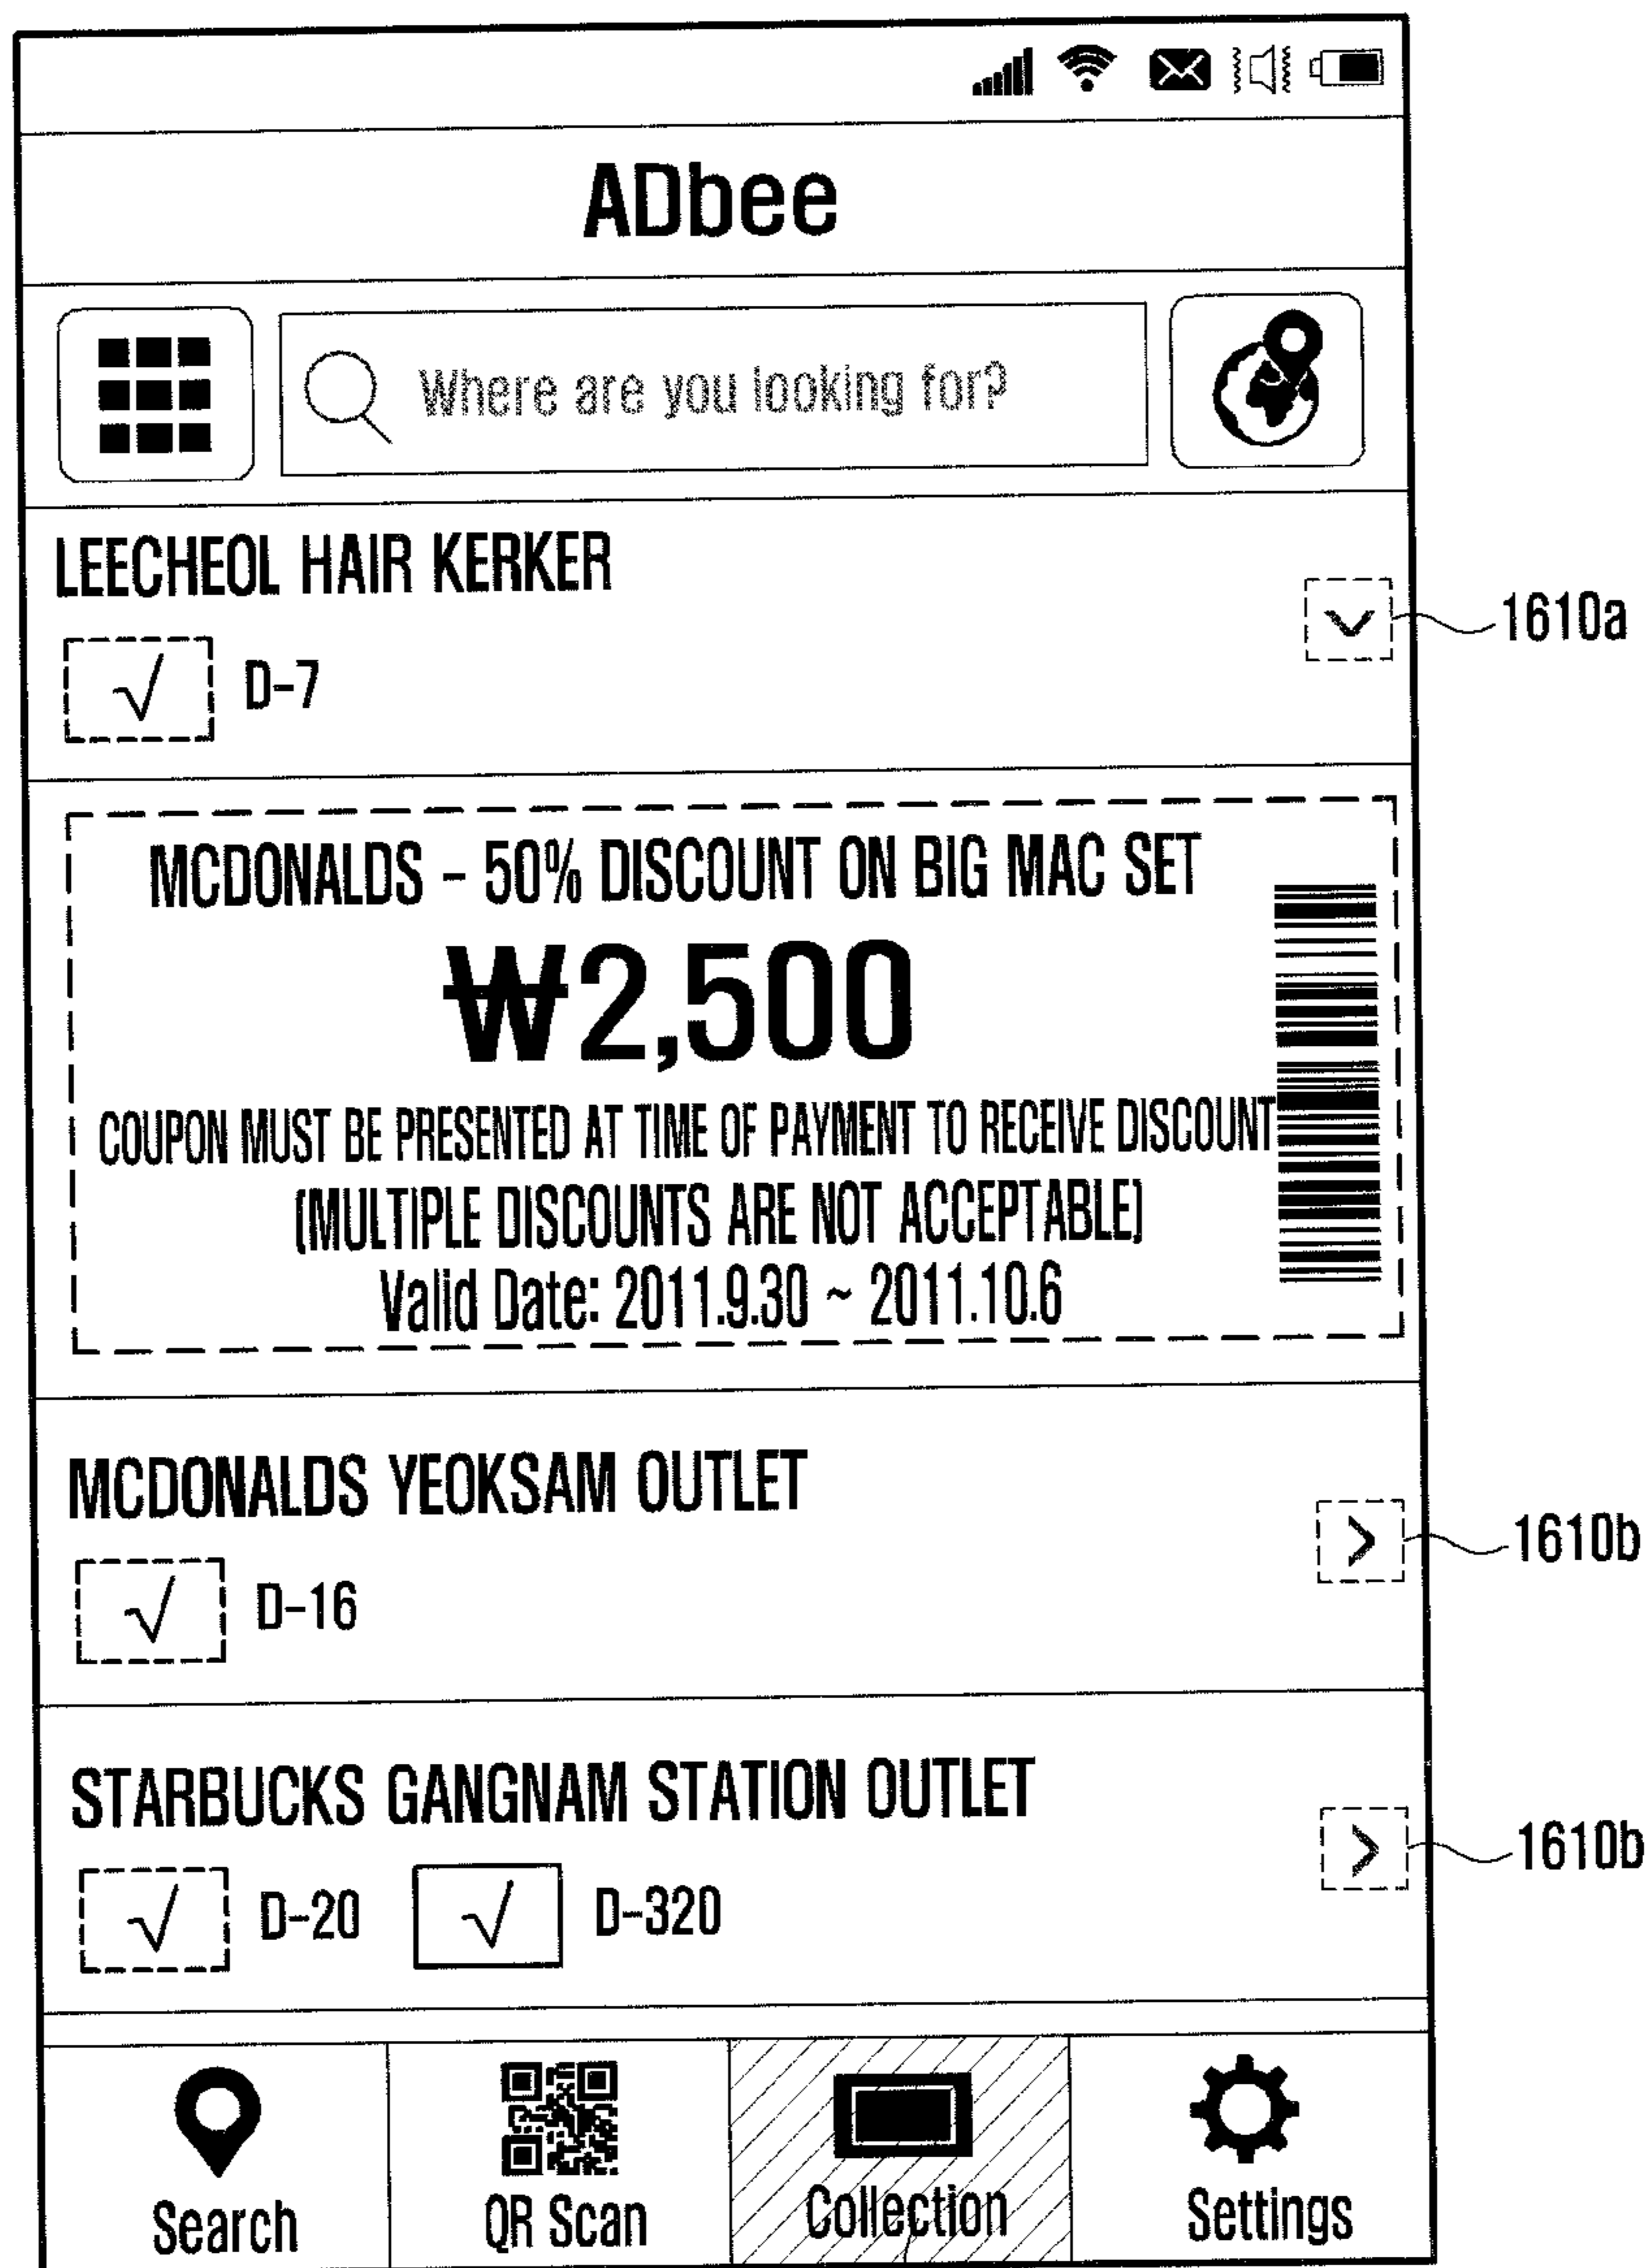 ADbee
Where are you looking for?
LEECHEOL HAIR KERKER
1610a
√ D-7
MCDONALDS - 50% DISCOUNT ON BIG MAC SET
₩2,500
COUPON MUST BE PRESENTED AT TIME OF PAYMENT TO RECEIVE DISCOUNT
(MULTIPLE DISCOUNTS ARE NOT ACCEPTABLE)
Valid Date: 2011.9.30 ~ 2011.10.6
MCDONALDS YEOKSAM OUTLET
1610b
√ D-16
STARBUCKS GANGNAM STATION OUTLET
1610b
√ D-20 √ D-320
Search QR Scan Collection Settings